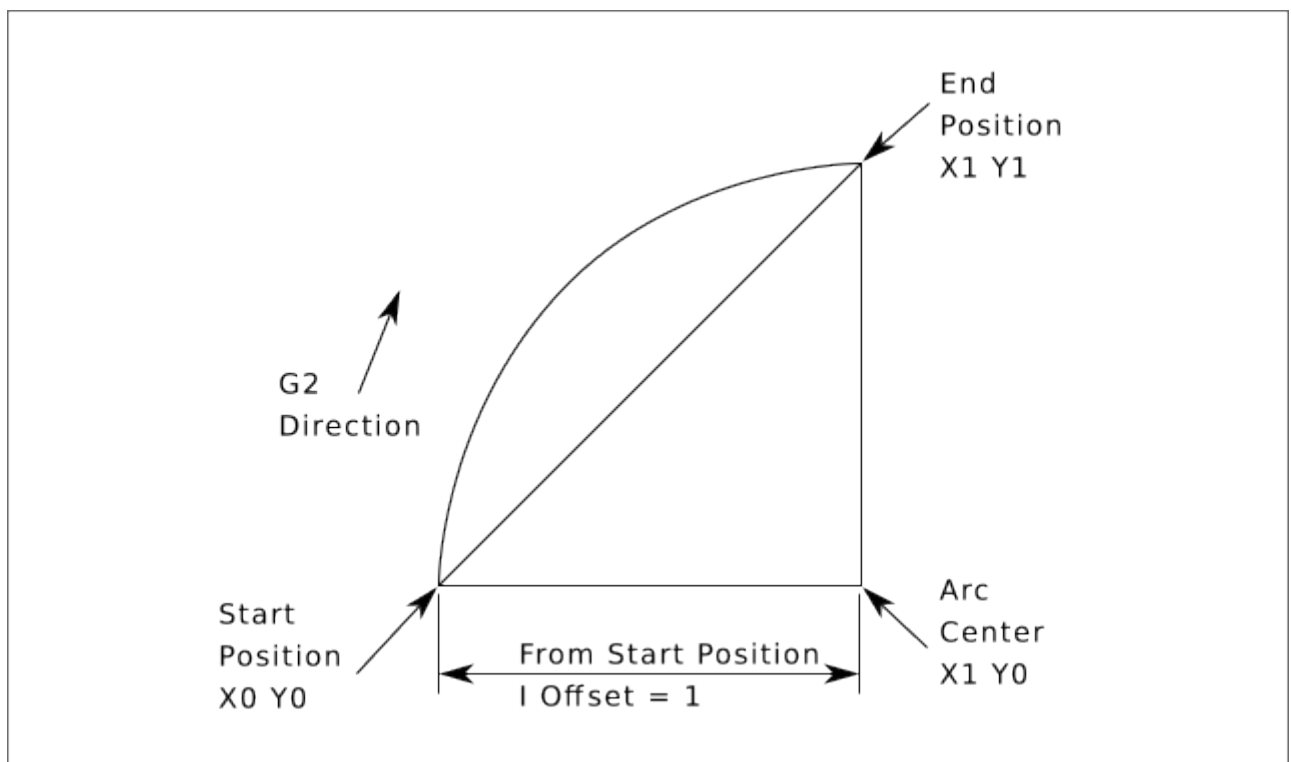 End
Position
X1 Y1
G2
Direction
Start
Position
X0 Y0
From Start Position
I Offset = 1
Arc
Center
X1 Y0